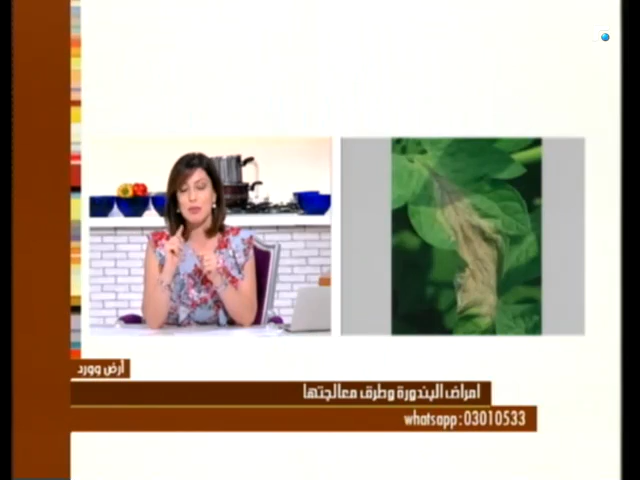 أرض وورد
امراض البندورة وطرق معالجتها
whatsapp:03010533